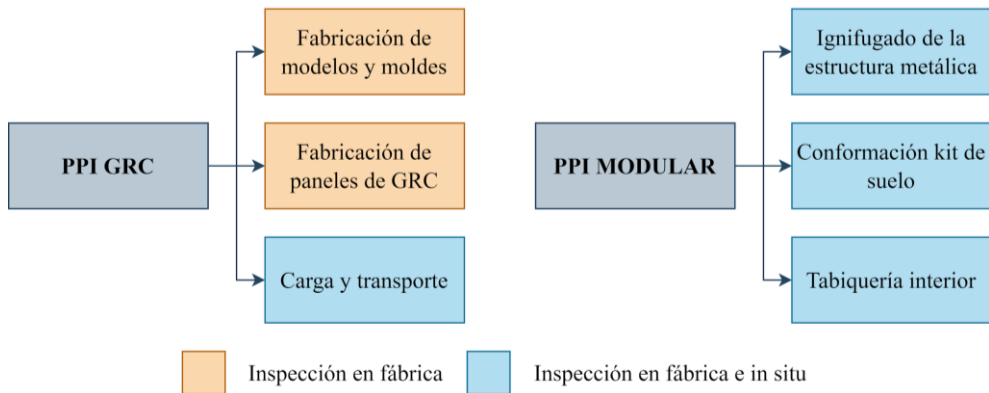 PPI GRC
Fabricación de
modelos y moldes
Fabricación de
paneles de GRC
Carga y transporte
PPI MODULAR
Ignifugado de la
estructura metálica
Conformación kit de
suelo
Tabiquería interior
Inspección en fábrica
Inspección en fábrica e in situ